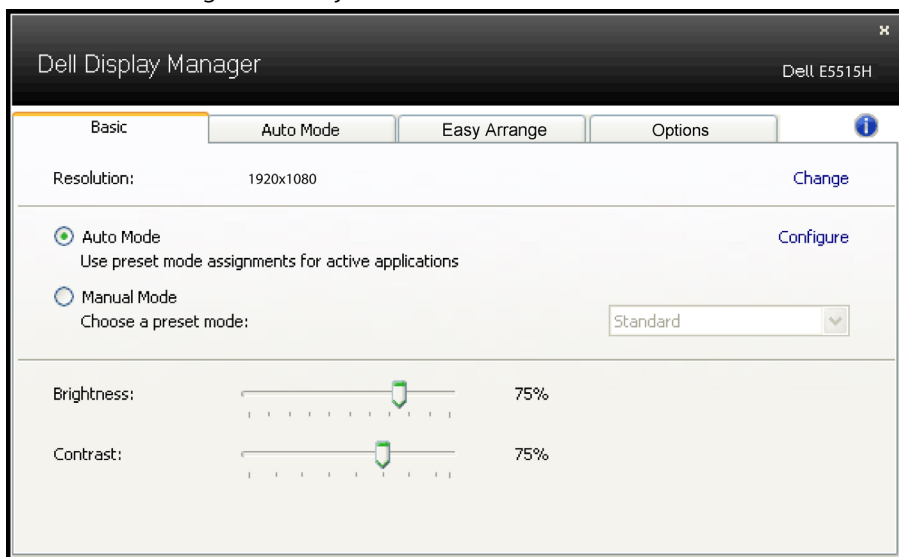 x
Dell Display Manager
Dell E5515H
Basic Auto Mode Easy Arrange Options i
Resolution: 1920x1080 Change
Auto Mode Configure
Use preset mode assignments for active applications
Manual Mode
Choose a preset mode: Standard
Brightness: 75%
Contrast: 75%